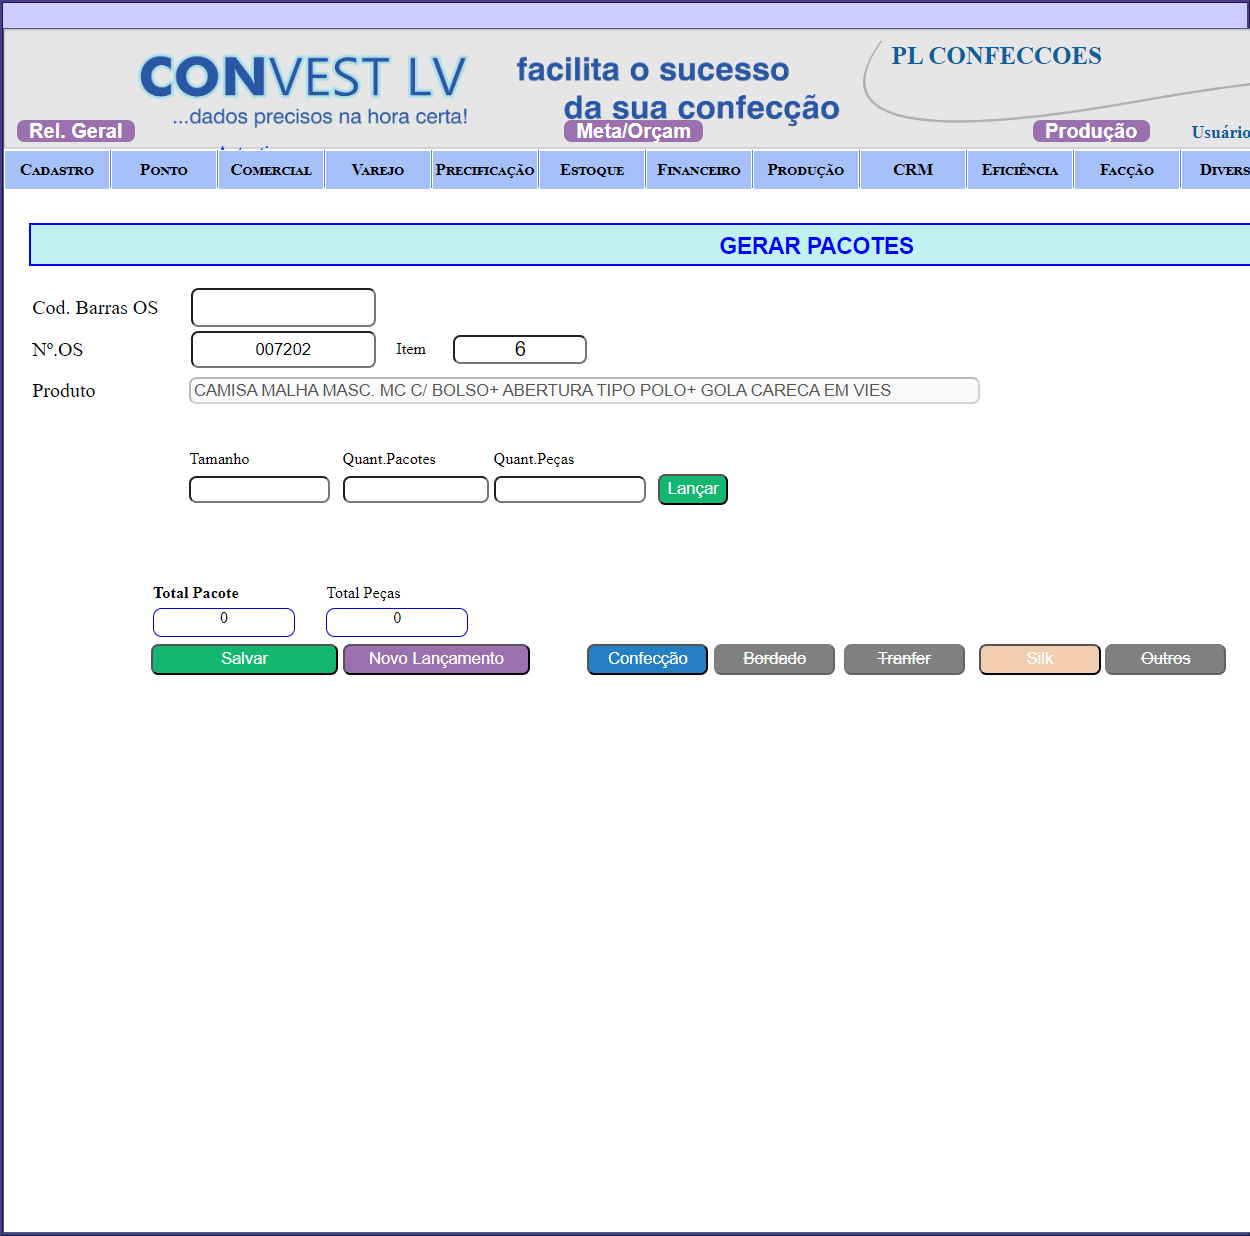 CONVEST LV
...dados precisos na hora certa!
facilita o sucesso
da sua confecção
PL CONFECCOES
Rel. Geral
Meta/Orçam
Produção
Usuário
CADASTRO PONTO COMERCIAL VAREJO PRECIFICAÇÃO ESTOQUE FINANCEIRO PRODUÇÃO CRM EFICIÊNCIA FACÇÃO DIVERS
GERAR PACOTES
Cod. Barras OS
Nº.OS 007202 Item 6
Produto CAMISA MALHA MASC. MC C/ BOLSO+ ABERTURA TIPO POLO+ GOLA CARECA EM VIES
Tamanho Quant.Pacotes Quant.Peças
Lançar
Total Pacote Total Peças
0 0
Salvar Novo Lançamento Confecção Bordado Tranfer Silk Outros